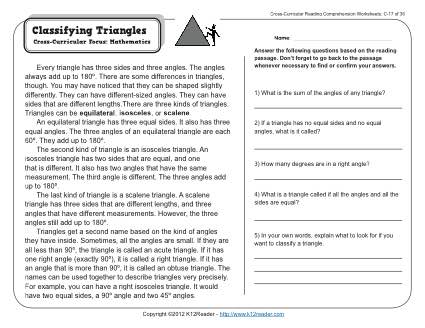 Cross-Curricular Reading Comprehension Worksheets: C-17 of 36
Classifying Triangles
Cross-Curricular Focus: Mathematics
Name:
Every triangle has three sides and three angles. The angles
always add up to 180º. There are some differences in triangles,
though. You may have noticed that they can be shaped slightly
differently. They can have different-sized angles. They can have
sides that are different lengths.There are three kinds of triangles.
Triangles can be equilateral, isosceles, or scalene.
An equilateral triangle has three equal sides. It also has three
equal angles. The three angles of an equilateral triangle are each
60º. They add up to 180º.
The second kind of triangle is an isosceles triangle. An
isosceles triangle has two sides that are equal, and one
that is different. It also has two angles that have the same
measurement. The third angle is different. The three angles add
up to 180º.
The last kind of triangle is a scalene triangle. A scalene
triangle has three sides that are different lengths, and three
angles that have different measurements. However, the three
angles still add up to 180º.
Triangles get a second name based on the kind of angles
they have inside. Sometimes, all the angles are small. If they are
all less than 90º, the triangle is called an acute triangle. If it has
one right angle (exactly 90º), it is called a right triangle. If it has
an angle that is more than 90º, it is called an obtuse triangle. The
names can be used together to describe triangles very precisely.
For example, you can have a right isosceles triangle. It would
have two equal sides, a 90º angle and two 45º angles.
Answer the following questions based on the reading
passage. Don't forget to go back to the passage
whenever necessary to find or confirm your answers.
1) What is the sum of the angles of any triangle?
2) If a triangle has no equal sides and no equal
angles, what is it called?
3) How many degrees are in a right angle?
4) What is a triangle called if all the angles and all the
sides are equal?
5) In your own words, explain what to look for if you
want to classify a triangle.
Copyright ©2012 K12Reader - http://www.k12reader.com